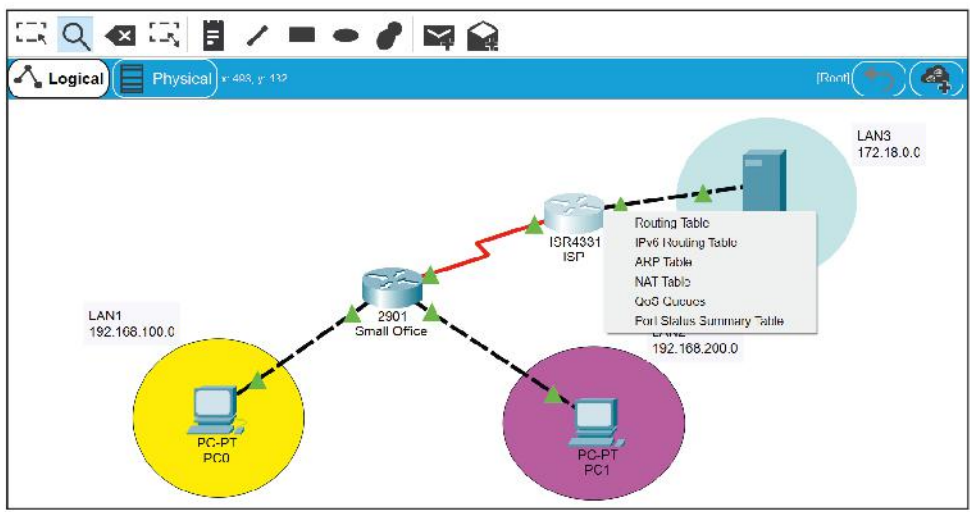 Logical
Physical
x: 493, y: 132
[Root]
LAN3
172.18.0.0
ISR4331
ISP
Routing Table
IPv6 Routing Table
ARP Table
NAT Table
QoS Queues
Port Status Summary Table
2901
Small Office
LAN1
192.168.100.0
LAN2
192.168.200.0
PC-PT
PC0
PC-PT
PC1